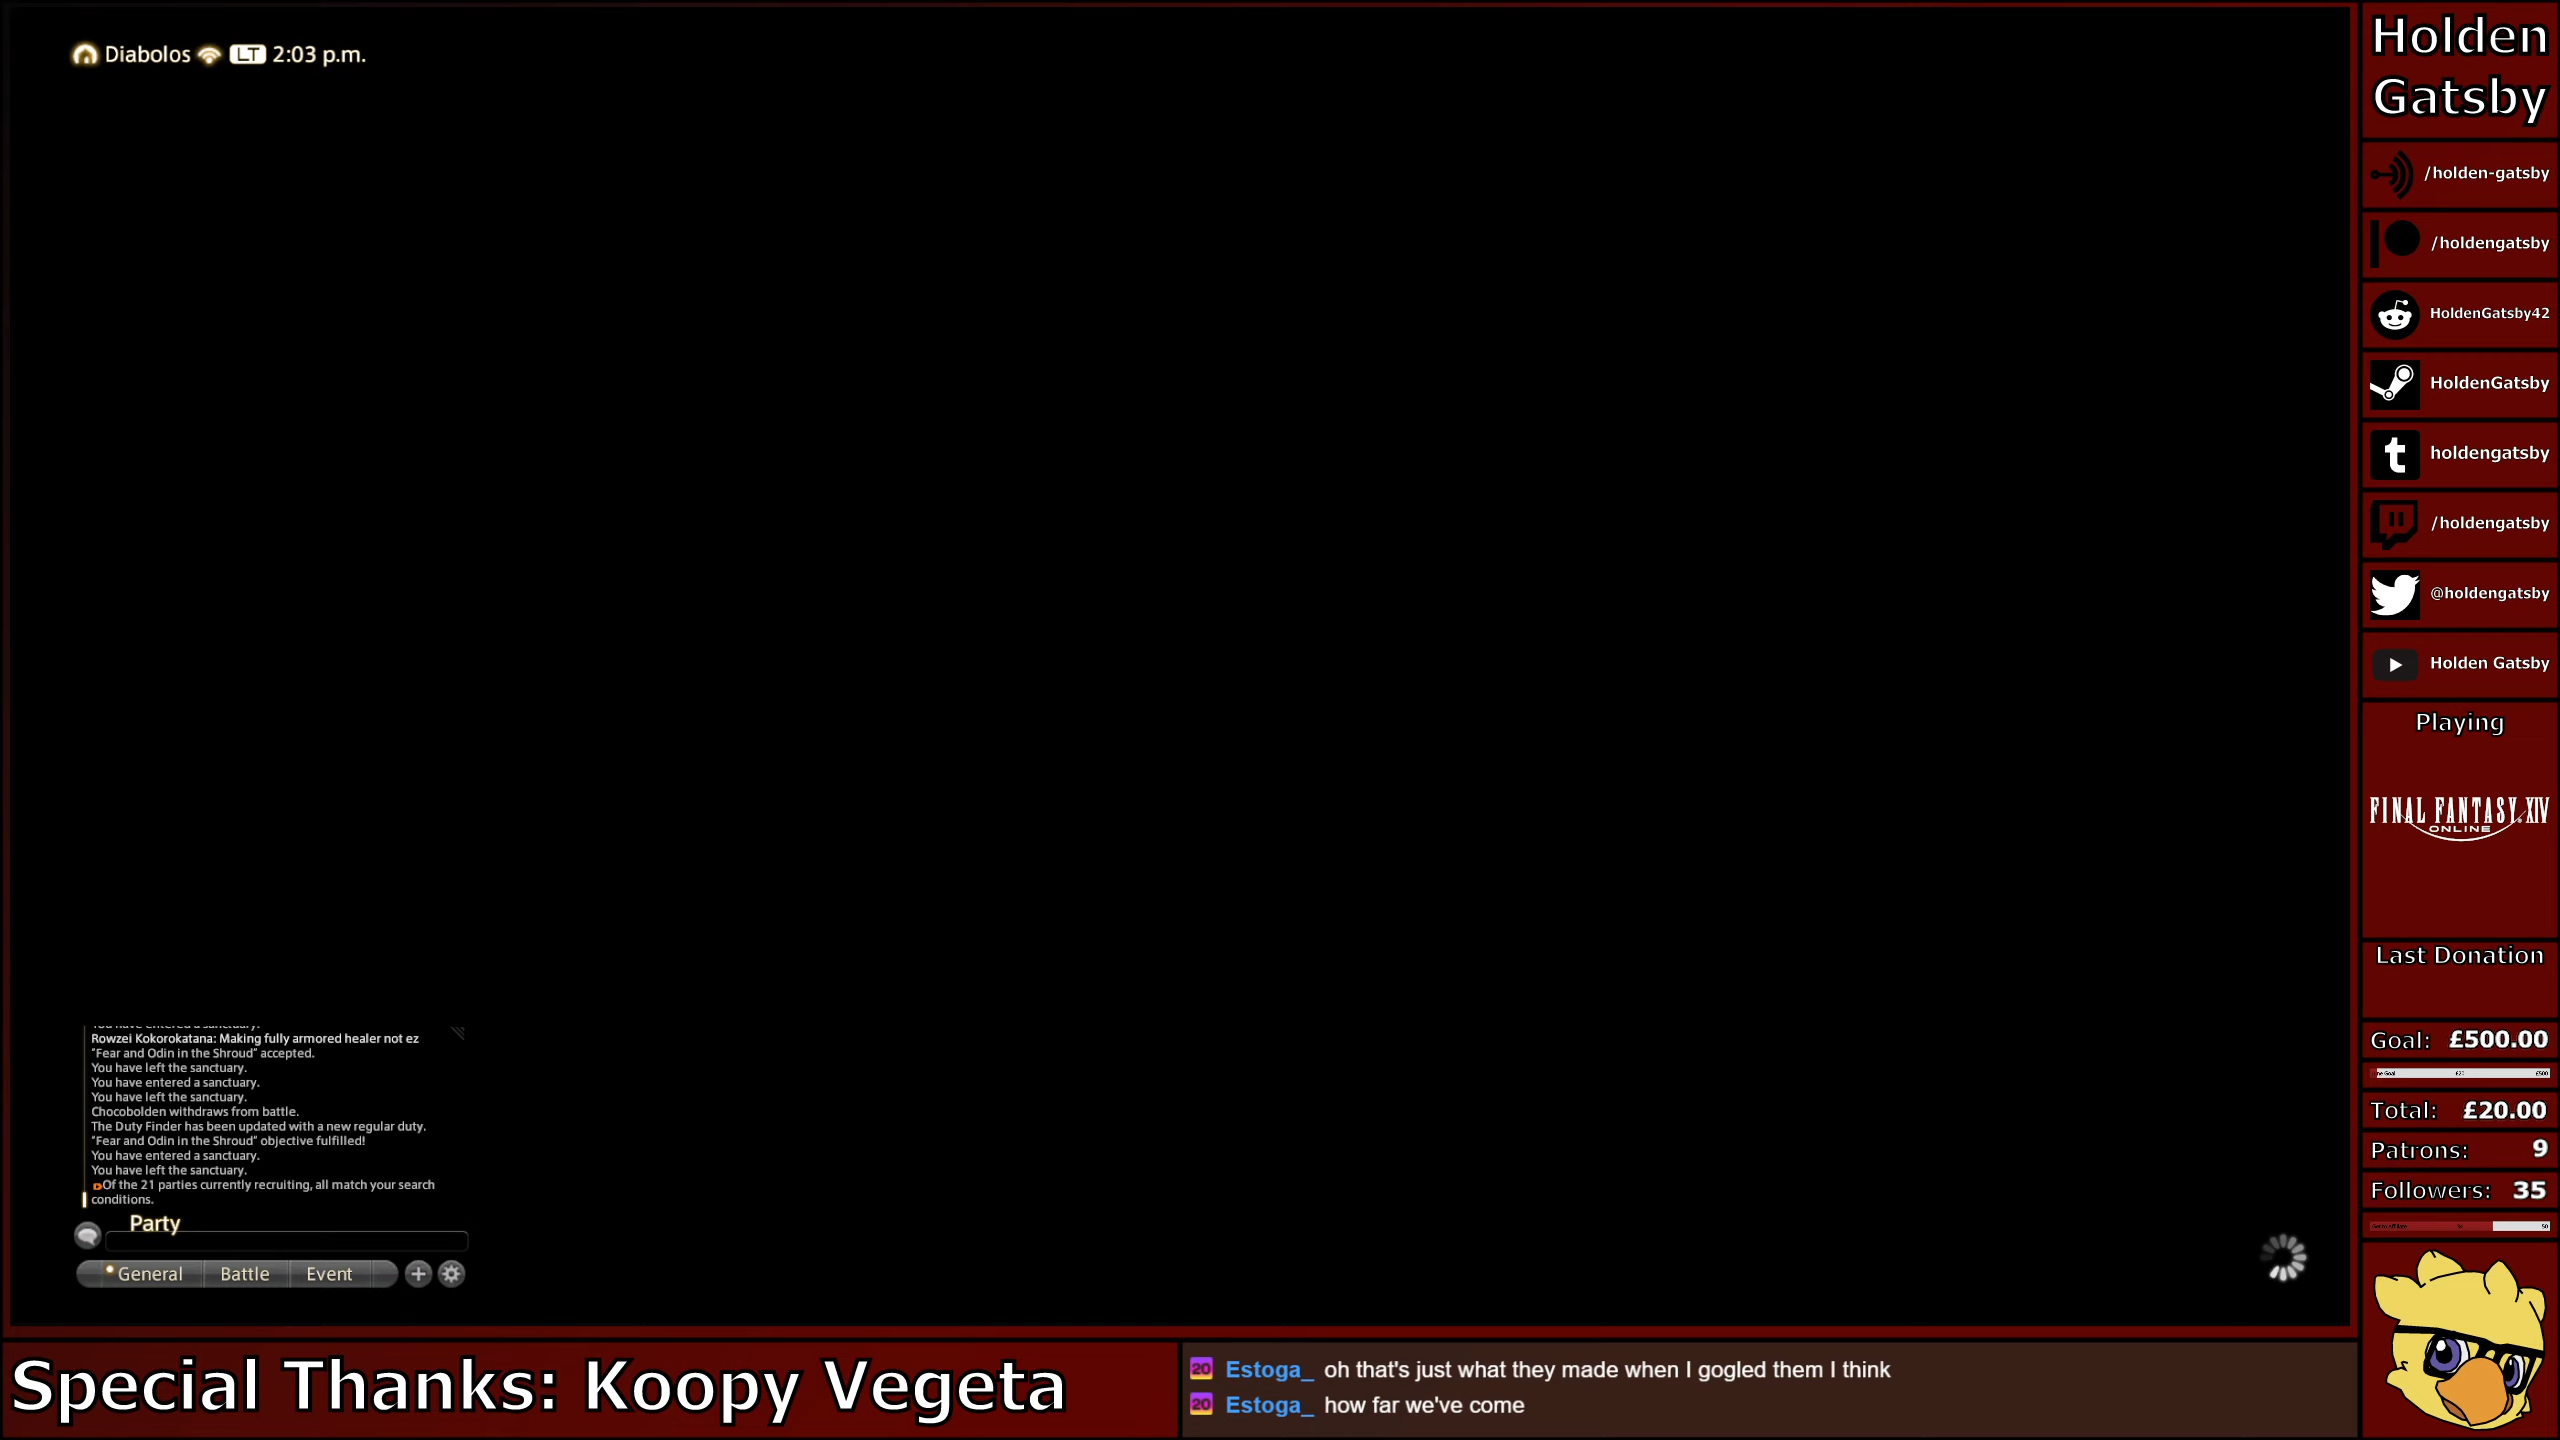 Diabolos LT 2:03 p.m.
Rowzei Kokorokatana: Making fully armored healer not ez
"Fear and Odin in the Shroud" accepted.
You have left the sanctuary.
You have entered a sanctuary.
You have left the sanctuary.
Chocobolden withdraws from battle.
The Duty Finder has been updated with a new regular duty.
"Fear and Odin in the Shroud" objective fulfilled!
You have entered a sanctuary.
You have left the sanctuary.
Of the 21 parties currently recruiting, all match your search
conditions.
Party
General Battle Event
Special Thanks: Koopy Vegeta
20 Estoga_ oh that's just what they made when I gogled them I think
20 Estoga_ how far we've come
Holden
Gatsby
/holden-gatsby
/holdengatsby
HoldenGatsby42
HoldenGatsby
holdengatsby
/holdengatsby
@holdengatsby
Holden Gatsby
Playing
FINAL FANTASY XIV
ONLINE
Last Donation
Goal: £500.00
Total: £20.00
Patrons: 9
Followers: 35